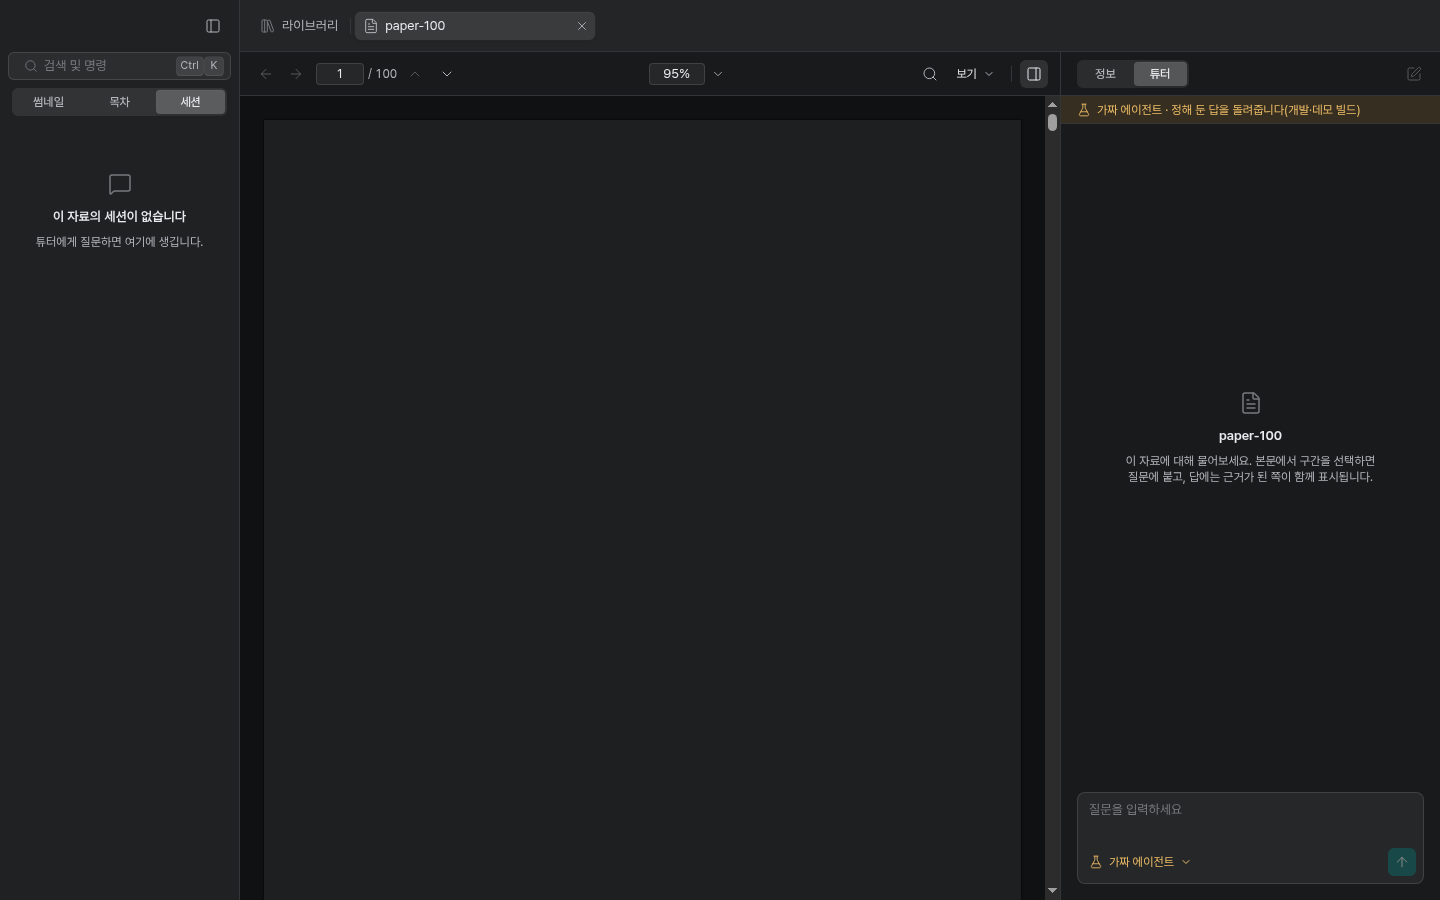 라이브러리
paper-100
검색 및 명령
Ctrl K
썸네일 목차 세션
이 자료의 세션이 없습니다
튜터에게 질문하면 여기에 생깁니다.
1 / 100
95%
보기
정보 튜터
가짜 에이전트 · 정해 둔 답을 돌려줍니다(개발·데모 빌드)
paper-100
이 자료에 대해 물어보세요. 본문에서 구간을 선택하면
질문에 붙고, 답에는 근거가 된 쪽이 함께 표시됩니다.
질문을 입력하세요
가짜 에이전트